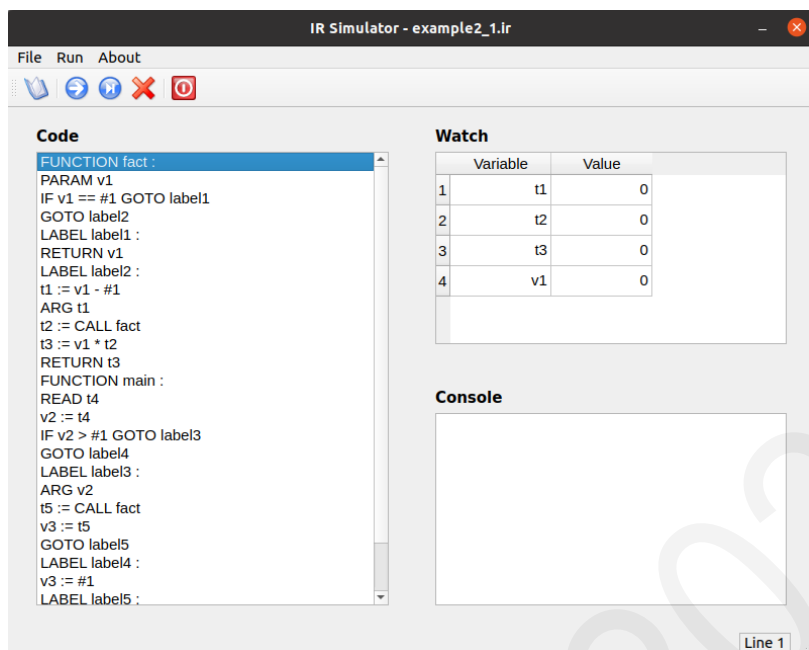 IR Simulator - example2_1.ir
File Run About
Code
FUNCTION fact :
PARAM v1
IF v1 == #1 GOTO label1
GOTO label2
LABEL label1 :
RETURN v1
LABEL label2 :
t1 := v1 - #1
ARG t1
t2 := CALL fact
t3 := v1 * t2
RETURN t3
FUNCTION main :
READ t4
v2 := t4
IF v2 > #1 GOTO label3
GOTO label4
LABEL label3 :
ARG v2
t5 := CALL fact
v3 := t5
GOTO label5
LABEL label4 :
v3 := #1
LABEL label5 :
Watch
Variable Value
1 t1 0
2 t2 0
3 t3 0
4 v1 0
Console
Line 1